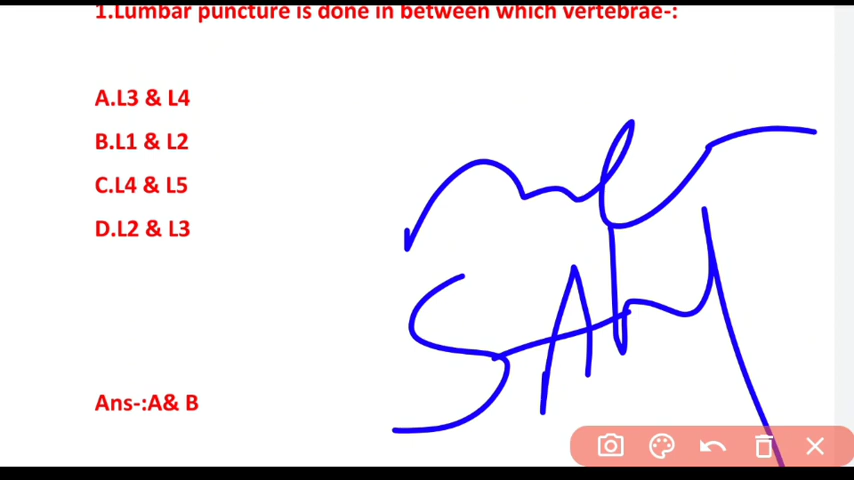 1.Lumbar puncture is done in between which vertebrae-:
A.L3 & L4
B.L1 & L2
C.L4 & L5
D.L2 & L3
Ans-:A& B